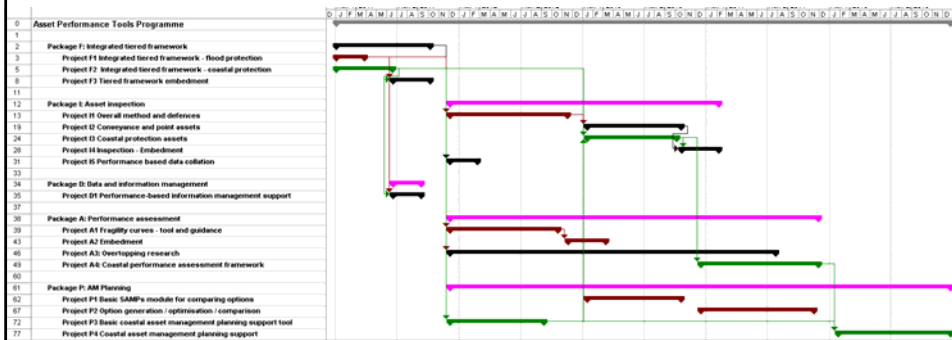 D J F M A M J J A S O N D J F M A M J J A S O N D J F M A M J J A S O N D J F M A M J J A S O N D J F M A M J J A S O N D
0 Asset Performance Tools Programme
1
2 Package F: Integrated tiered framework
3 Project F1 Integrated tiered framework - flood protection
5 Project F2 Integrated tiered framework - coastal protection
8 Project F3 Tiered framework embedment
11
12 Package I: Asset inspection
13 Project I1 Overall method and defences
19 Project I2 Conveyance and point assets
24 Project I3 Coastal protection assets
28 Project I4 Inspection - Embedment
31 Project I5 Performance based data collation
33
34 Package D: Data and information management
35 Project D1 Performance-based information management support
37
38 Package A: Performance assessment
39 Project A1 Fragility curves - tool and guidance
43 Project A2 Embedment
46 Project A3: Overtopping research
49 Project A4: Coastal performance assessment framework
60
61 Package P: AM Planning
62 Project P1 Basic SAMPs module for comparing options
67 Project P2 Option generation / optimisation / comparison
72 Project P3 Basic coastal asset management planning support tool
77 Project P4 Coastal asset management planning support